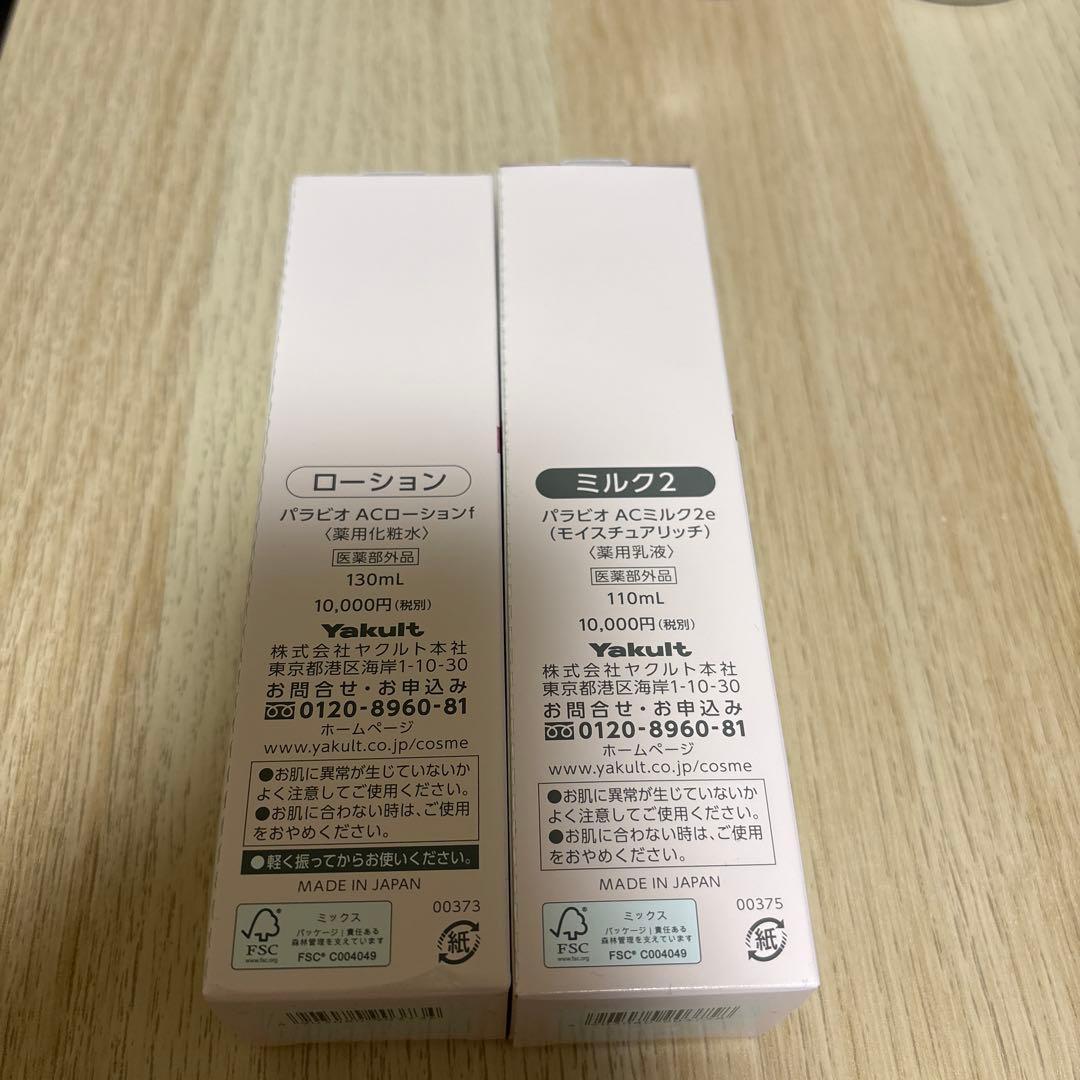 ローション
パラビオ ACローションf
〈薬用化粧水〉
医薬部外品
130mL
10,000円(税別)
Yakult
株式会社ヤクルト本社
東京都港区海岸1-10-30
お問合せ・お申込み
0120-8960-81
ホームページ
www.yakult.co.jp/cosme
●お肌に異常が生じていないか
よく注意してご使用ください。
●お肌に合わない時は、ご使用
をおやめください。
●軽く振ってからお使いください。
MADE IN JAPAN
00373
FSC
www.fsc.org
ミックス
パッケージ|責任ある
森林管理を支えています
FSC® C004049
紙
ミルク2
パラビオ ACミルク2e
(モイスチュアリッチ)
〈薬用乳液〉
医薬部外品
110mL
10,000円(税別)
Yakult
株式会社ヤクルト本社
東京都港区海岸1-10-30
お問合せ・お申込み
0120-8960-81
ホームページ
www.yakult.co.jp/cosme
●お肌に異常が生じていないか
よく注意してご使用ください。
●お肌に合わない時は、ご使用
をおやめください。
MADE IN JAPAN
00375
FSC
www.fsc.org
ミックス
パッケージ|責任ある
森林管理を支えています
FSC® C004049
紙